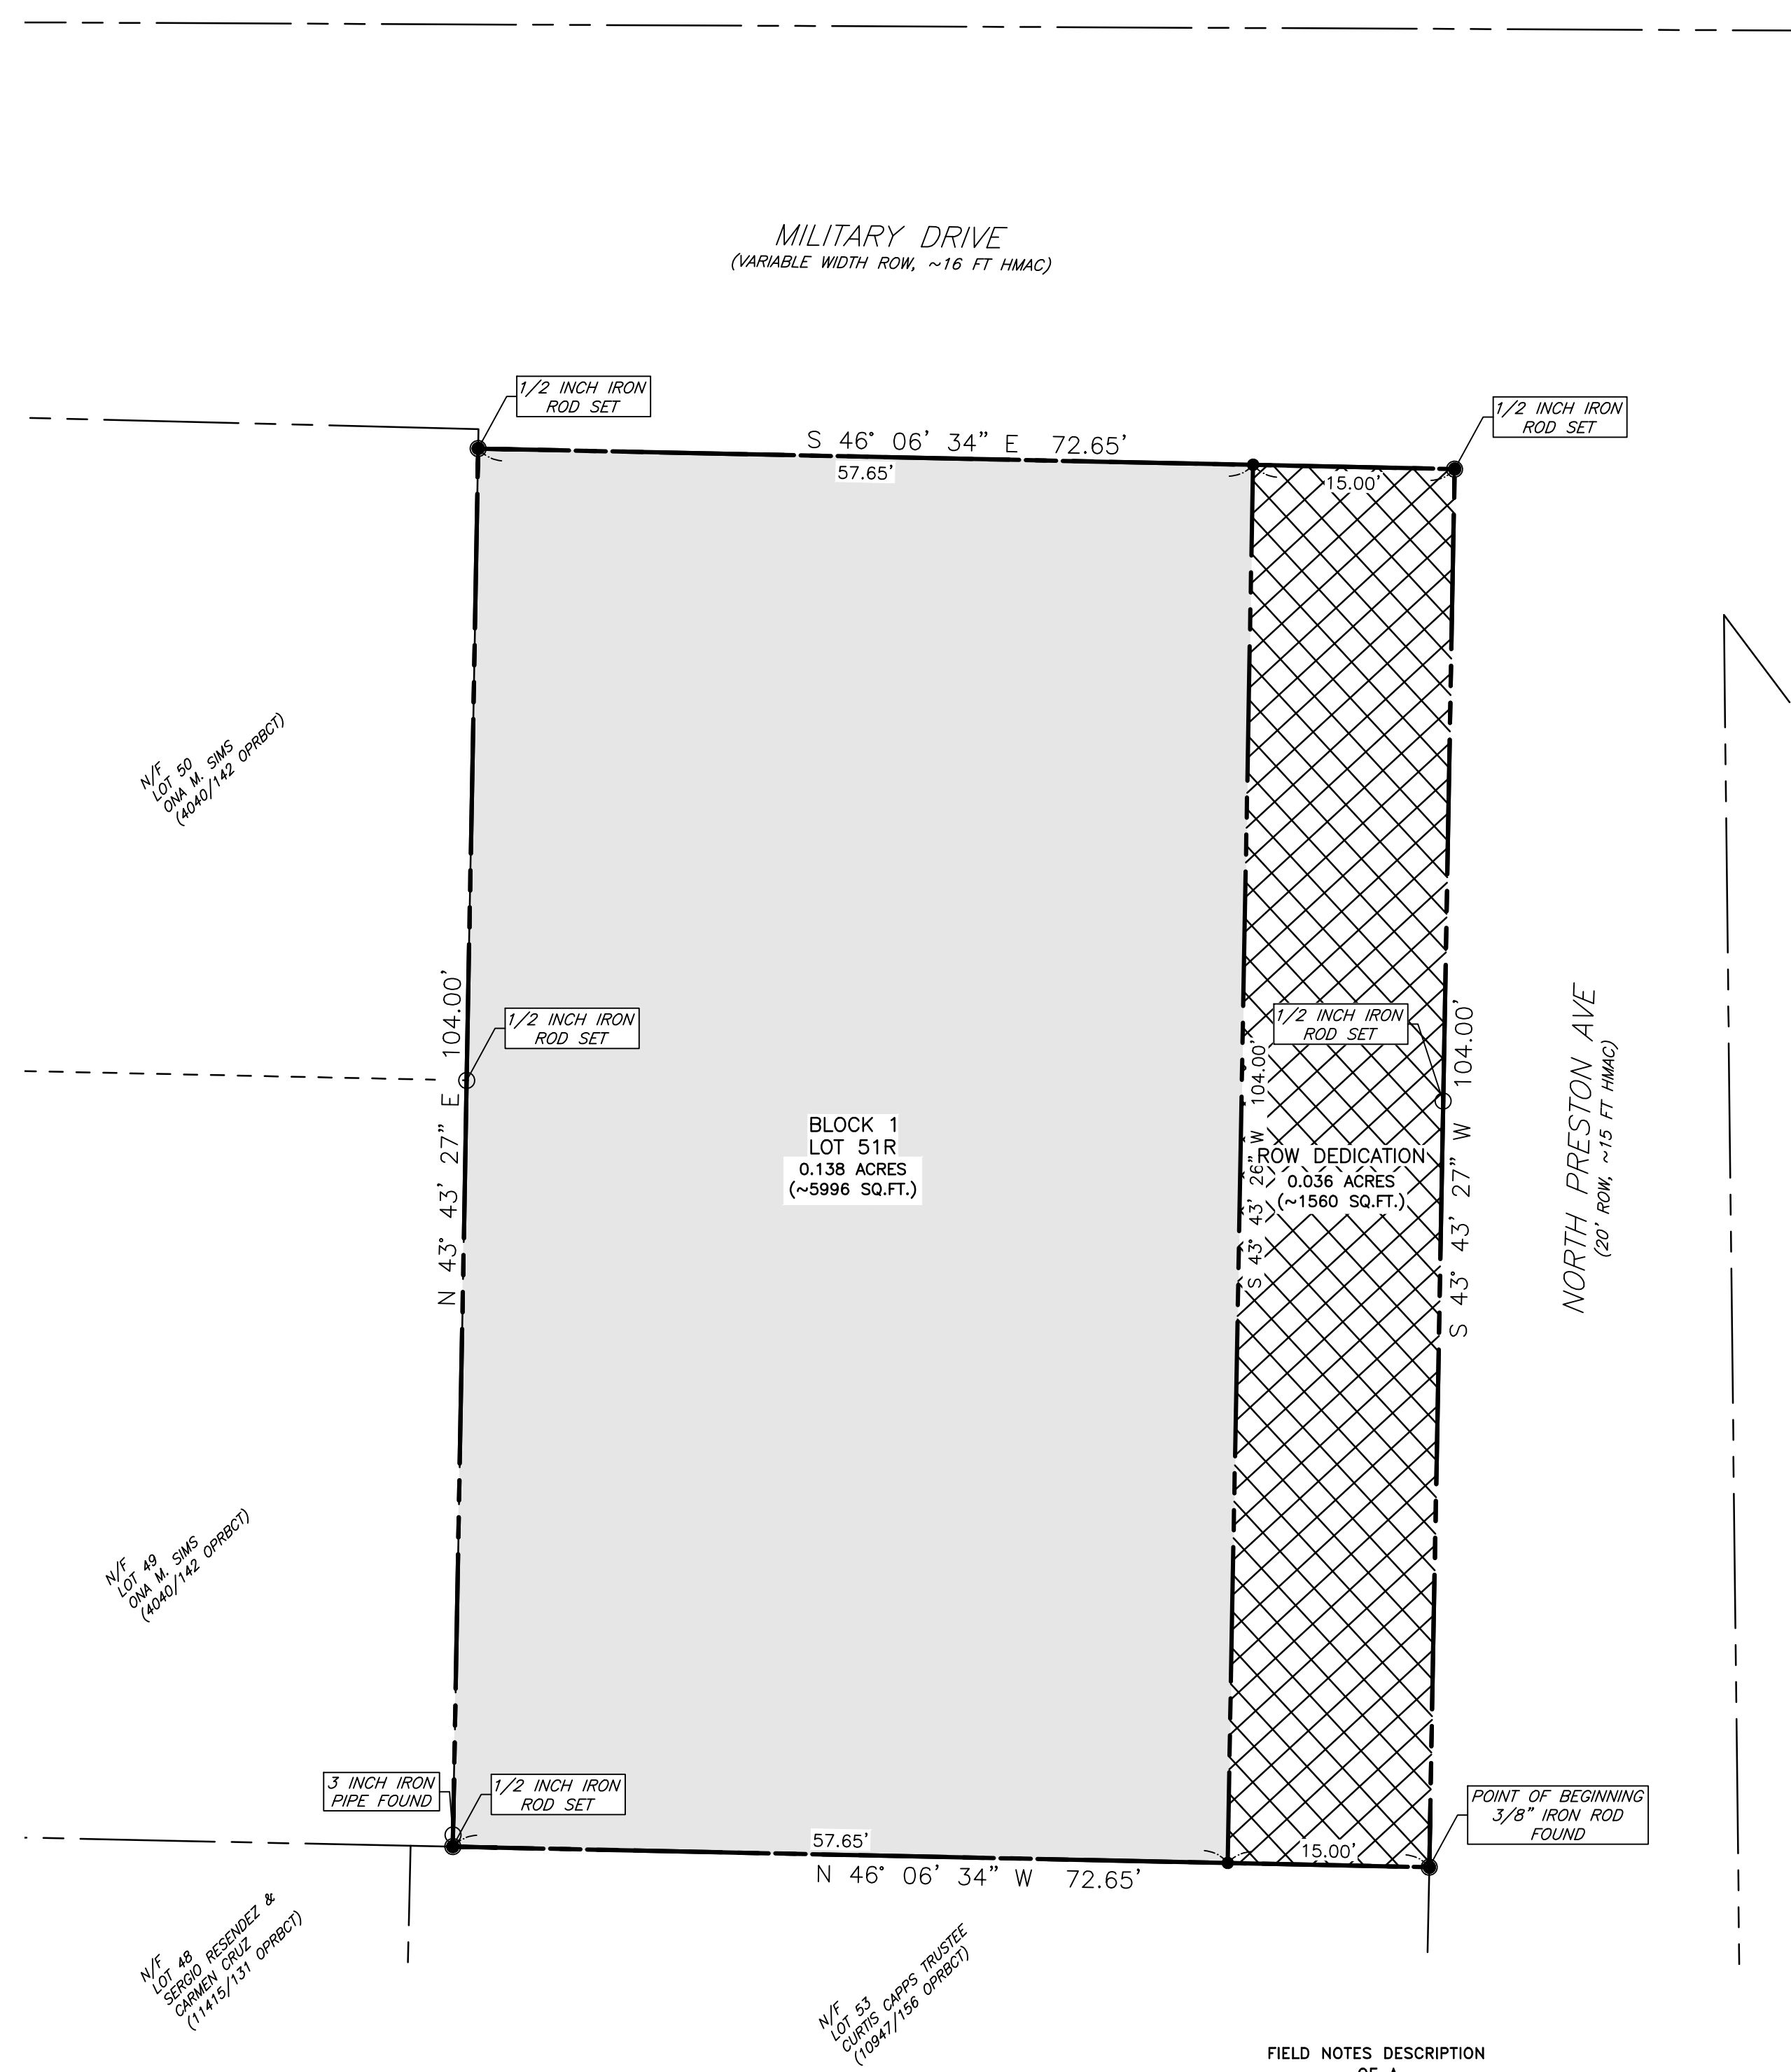 MILITARY DRIVE
(VARIABLE WIDTH ROW, ~16 FT HMAC)
1/2 INCH IRON
ROD SET
1/2 INCH IRON
ROD SET
S 46° 06' 34" E 72.65'
57.65'
15.00'
N/F
LOT 50
ONA M. SIMS
(4040/142 OPRBCT)
N 43° 43' 27" E 104.00'
1/2 INCH IRON
ROD SET
1/2 INCH IRON
ROD SET
S 43° 43' 26" W 104.00'
S 43° 43' 27" W 104.00'
NORTH PRESTON AVE
(20' ROW, ~15 FT HMAC)
BLOCK 1
LOT 51R
0.138 ACRES
(~5996 SQ.FT.)
ROW DEDICATION
0.036 ACRES
(~1560 SQ.FT.)
N/F
LOT 49
ONA M. SIMS
(4040/142 OPRBCT)
3 INCH IRON
PIPE FOUND
1/2 INCH IRON
ROD SET
POINT OF BEGINNING
3/8" IRON ROD
FOUND
57.65'
15.00'
N 46° 06' 34" W 72.65'
N/F
LOT 48
SERGIO RESENDEZ &
CARMEN CRUZ
(11415/131 OPRBCT)
N/F
LOT 53
CURTIS CAPPS TRUSTEE
(10947/156 OPRBCT)
FIELD NOTES DESCRIPTION
OF A